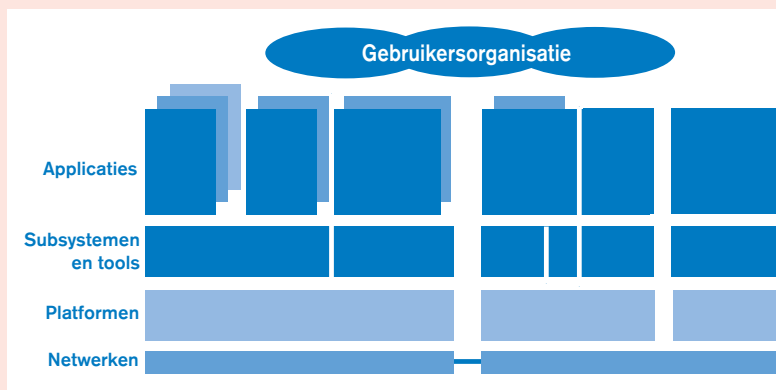 Gebruikersorganisatie
Applicaties
Subsystemen
en tools
Platformen
Netwerken